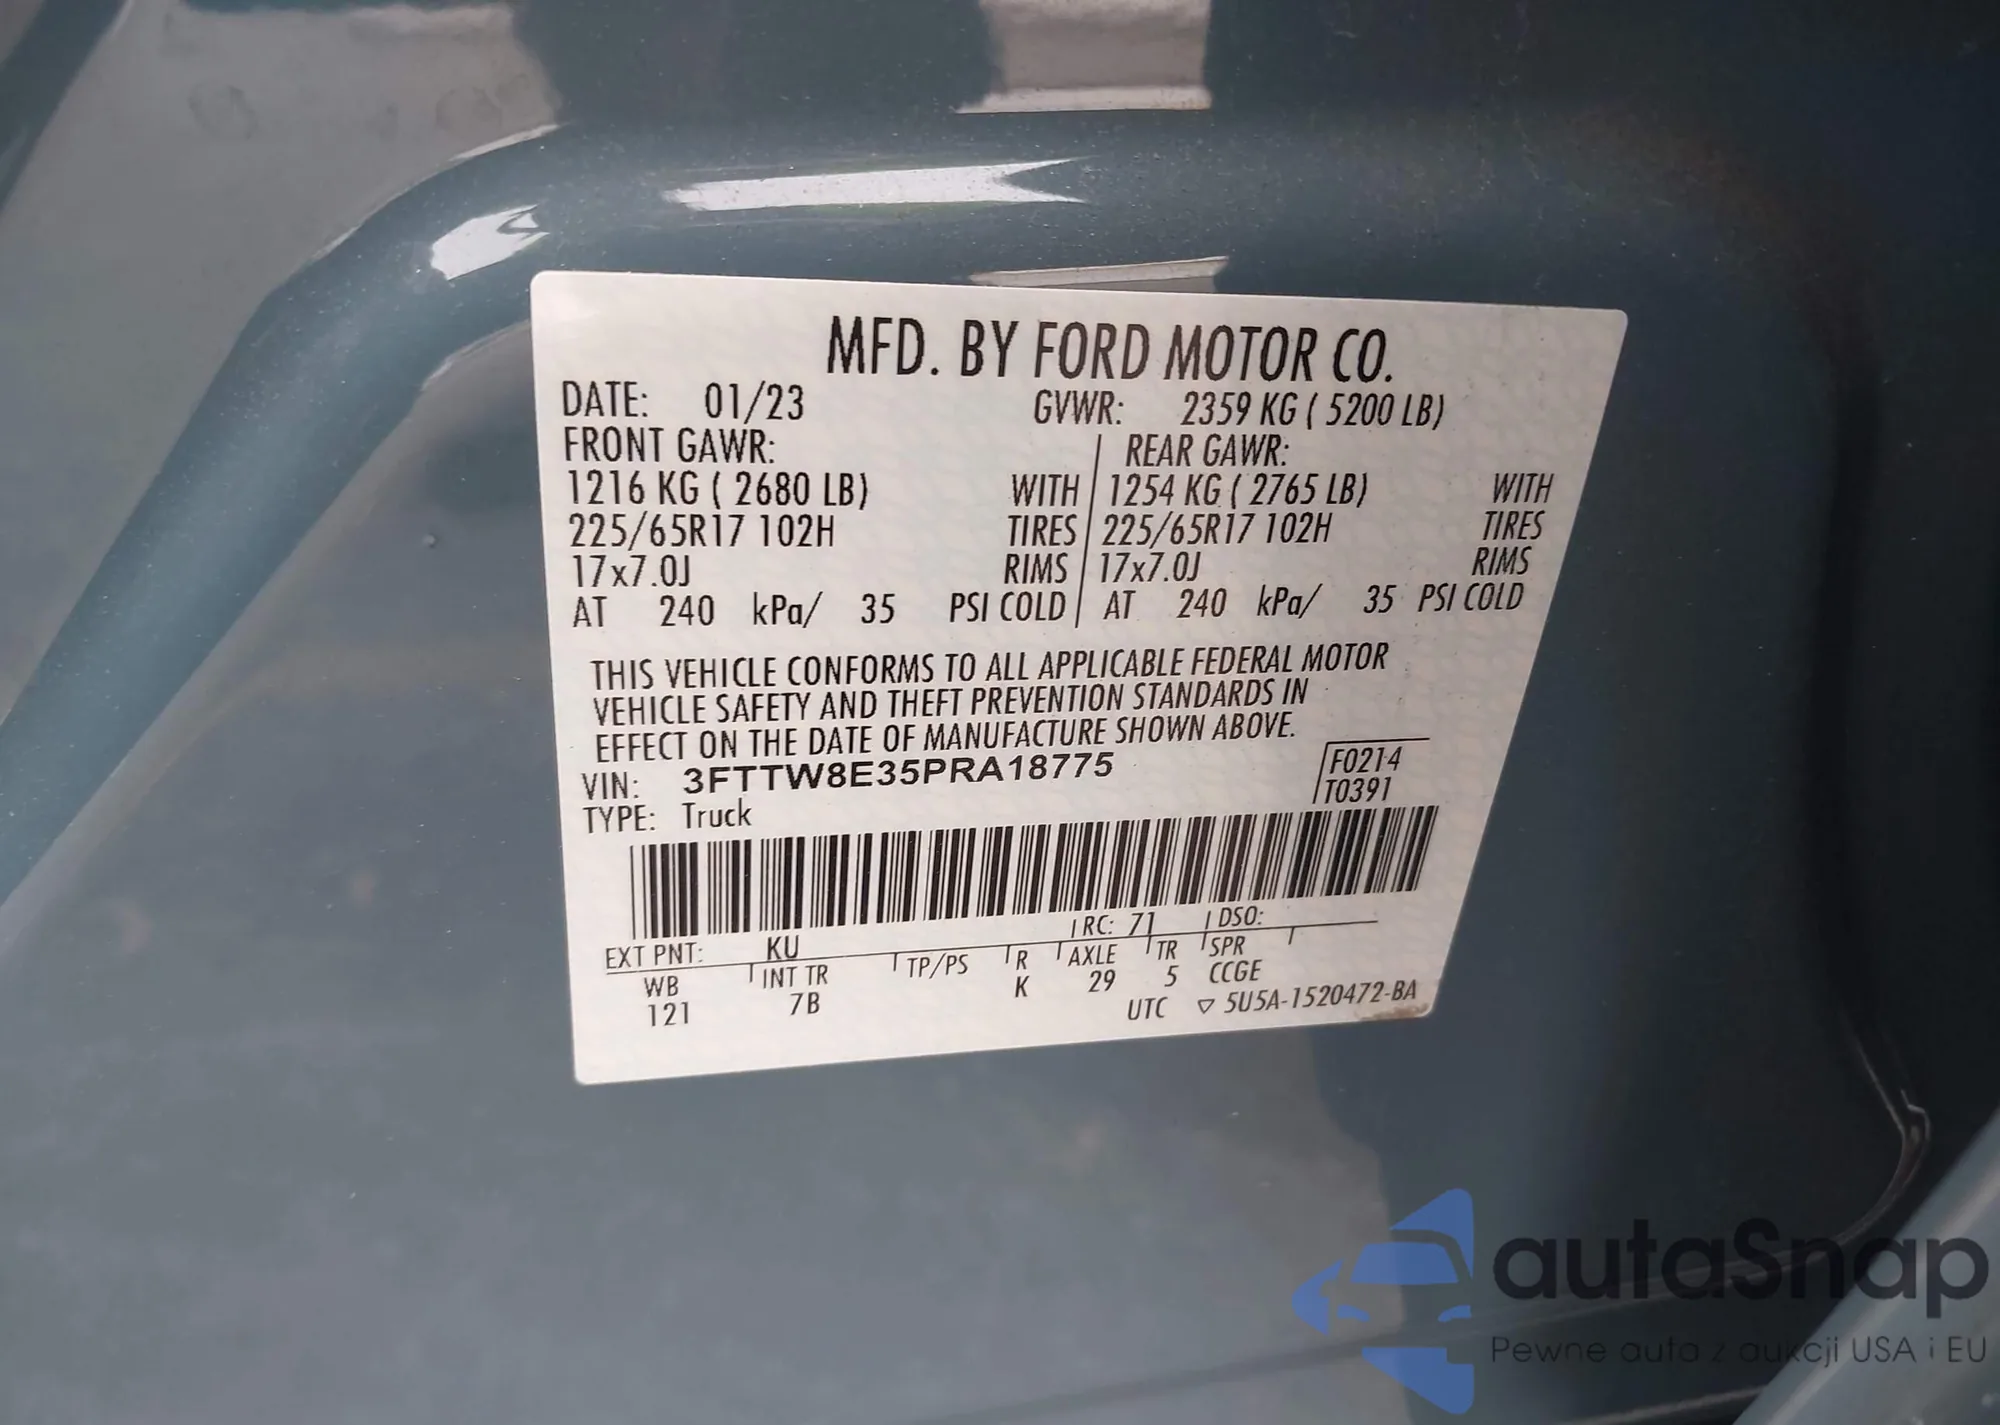 MFD. BY FORD MOTOR CO.
DATE: 01/23 GVWR: 2359 KG ( 5200 LB)
FRONT GAWR: REAR GAWR:
1216 KG ( 2680 LB) WITH 1254 KG ( 2765 LB) WITH
225/65R17 102H TIRES 225/65R17 102H TIRES
17x7.0J RIMS 17x7.0J RIMS
AT 240 kPa/ 35 PSI COLD AT 240 kPa/ 35 PSI COLD
THIS VEHICLE CONFORMS TO ALL APPLICABLE FEDERAL MOTOR
VEHICLE SAFETY AND THEFT PREVENTION STANDARDS IN
EFFECT ON THE DATE OF MANUFACTURE SHOWN ABOVE.
VIN: 3FTTW8E35PRA18775 F0214
TYPE: Truck T0391
EXT PNT: KU RC: 71 DSO:
WB INT TR TP/PS R AXLE TR SPR
121 7B K 29 5 CCGE
UTC ▽ 5U5A-1520472-BA
autaSnap
Pewne auta z aukcji USA i EU